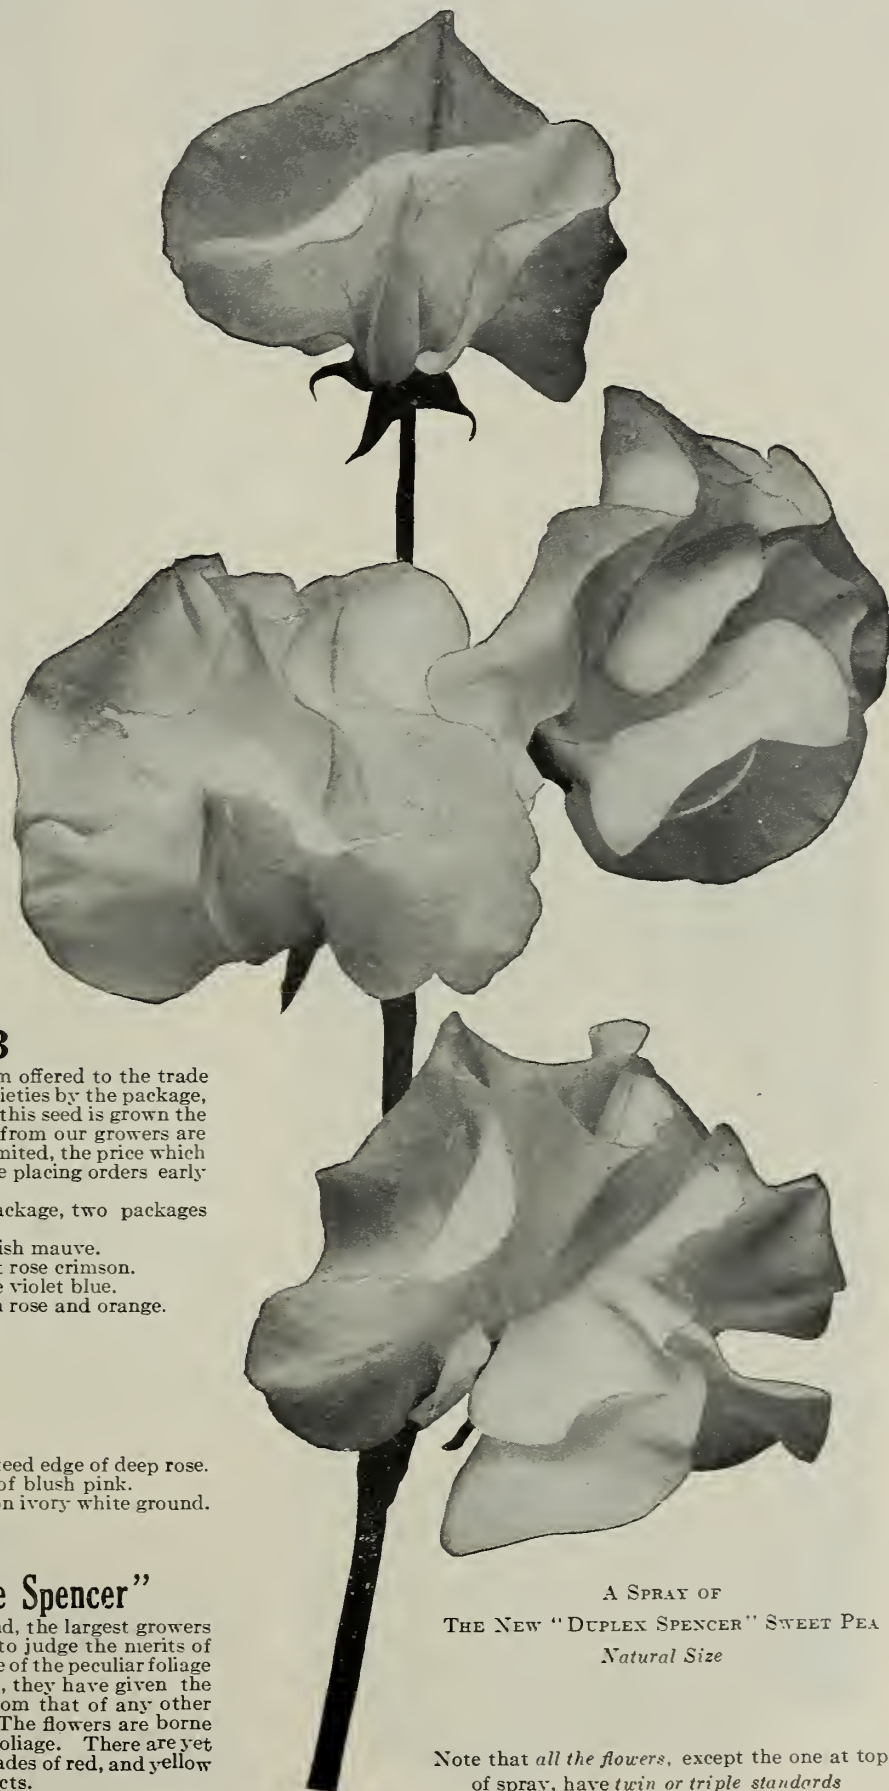 3
n offered to the trade
ieties by the package,
this seed is grown the
from our growers are
mited, the price which
e placing orders early
ackage, two packages
ish mauve.
t rose crimson.
e violet blue.
n rose and orange.
teed edge of deep rose.
of blush pink.
on ivory white ground.
e Spencer"
nd, the largest growers
to judge the merits of
e of the peculiar foliage
, they have given the
om that of any other
The flowers are borne
oliage. There are yet
ades of red, and yellow
cts.
A SPRAY OF
THE NEW "DUPLEX SPENCER" SWEET PEA
Natural Size
Note that all the flowers, except the one at top
of spray, have twin or triple standards